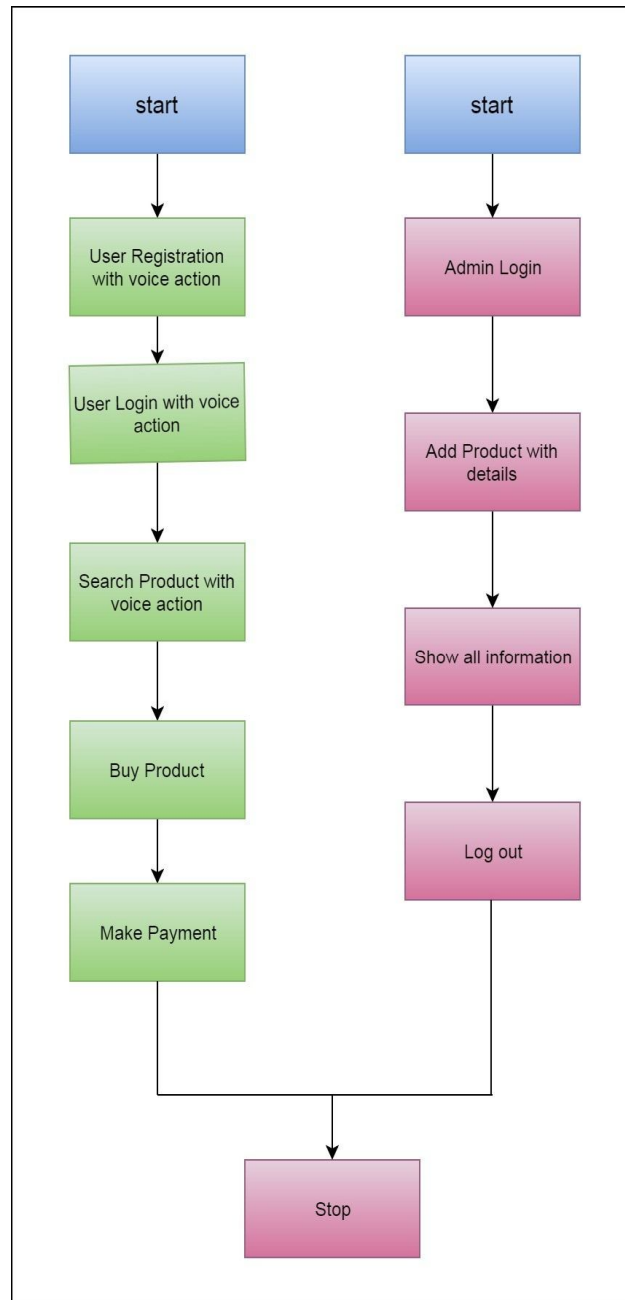 start
start
User Registration
with voice action
Admin Login
User Login with voice
action
Add Product with
details
Search Product with
voice action
Show all information
Buy Product
Log out
Make Payment
Stop